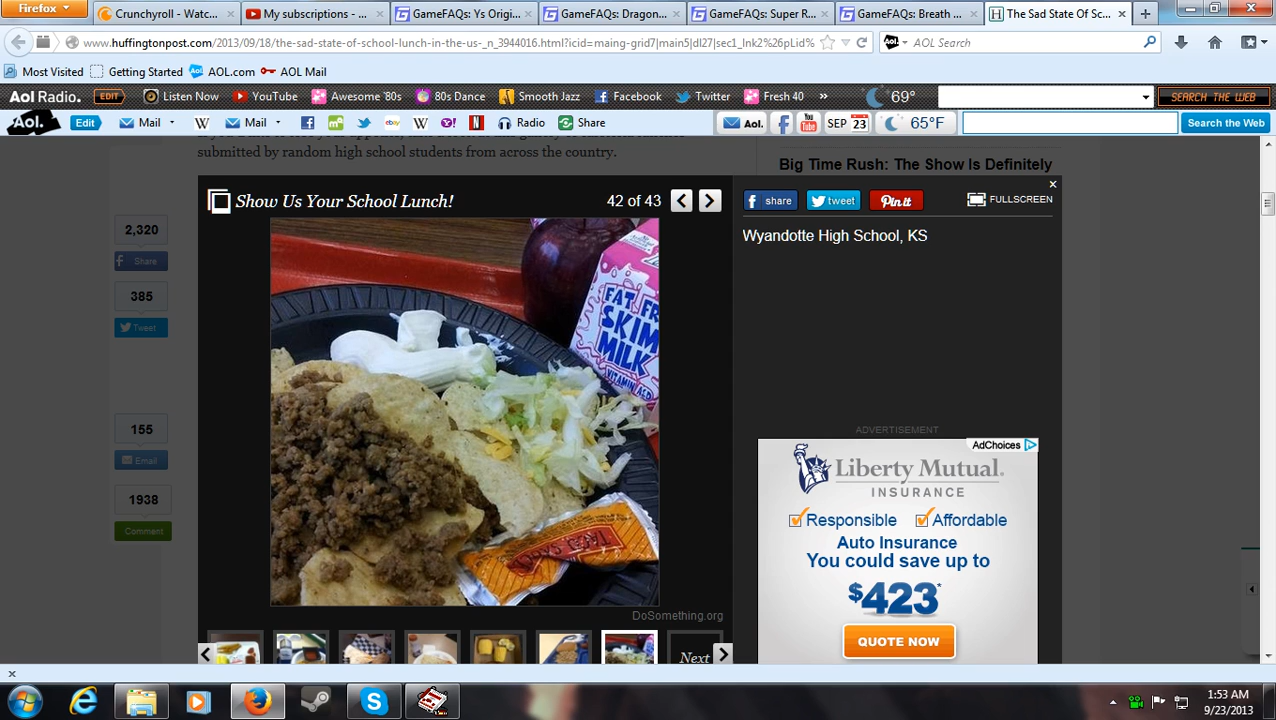 Firefox
Crunchyroll - Watc...
My subscriptions - ...
GameFAQs: Ys Origi...
GameFAQs: Dragon...
GameFAQs: Super R...
GameFAQs: Breath ...
The Sad State Of Sc...
www.huffingtonpost.com/2013/09/18/the-sad-state-of-school-lunch-in-the-us-_n_3944016.html?icid=maing-grid7|main5|dl27|sec1_lnk2%26pLid%
AOL Search
Most Visited
Getting Started
AOL.com
AOL Mail
Aol Radio.
EDIT
Listen Now
YouTube
Awesome '80s
80s Dance
Smooth Jazz
Facebook
Twitter
Fresh 40
69°
SEARCH THE WEB
Aol.
Edit
Mail
W
Mail
W
Y!
N
Radio
Share
Aol.
SEP 23
65°F
Search the Web
submitted by random high school students from across the country.
Big Time Rush: The Show Is Definitely
Show Us Your School Lunch!
42 of 43
share
tweet
Pin it
FULLSCREEN
2,320
Share
385
Tweet
155
Email
1938
Comment
Wyandotte High School, KS
FAT FR
SKIM
MILK
VITAMIN A
ADVERTISEMENT
AdChoices
Liberty Mutual.
INSURANCE
Responsible
Affordable
Auto Insurance
You could save up to
$423*
QUOTE NOW
DoSomething.org
Next
1:53 AM
9/23/2013